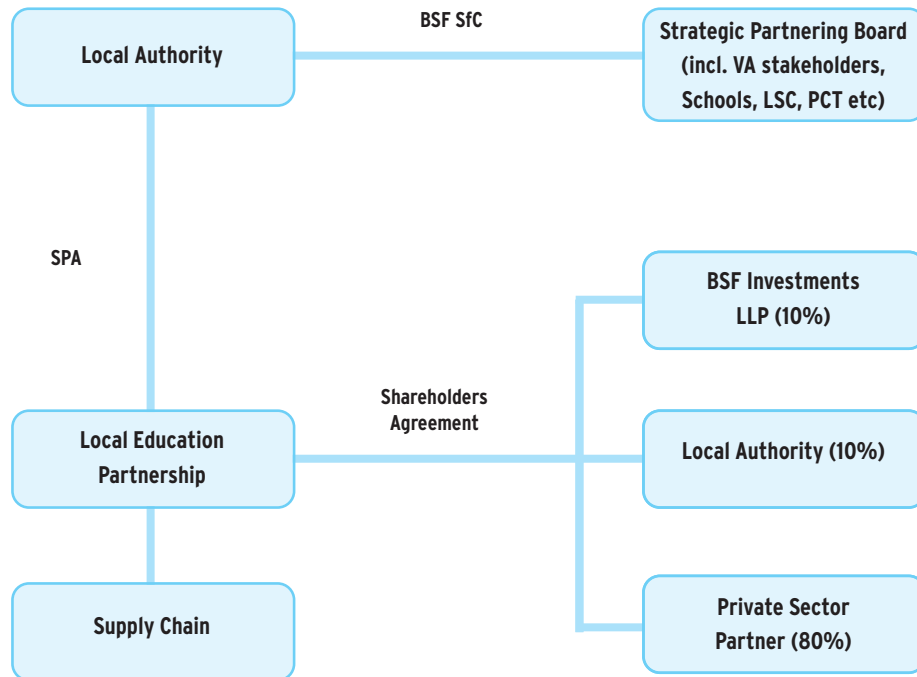 BSF SfC
Local Authority
Strategic Partnering Board
(incl. VA stakeholders,
Schools, LSC, PCT etc)
SPA
BSF Investments
LLP (10%)
Shareholders
Agreement
Local Education
Partnership
Local Authority (10%)
Supply Chain
Private Sector
Partner (80%)